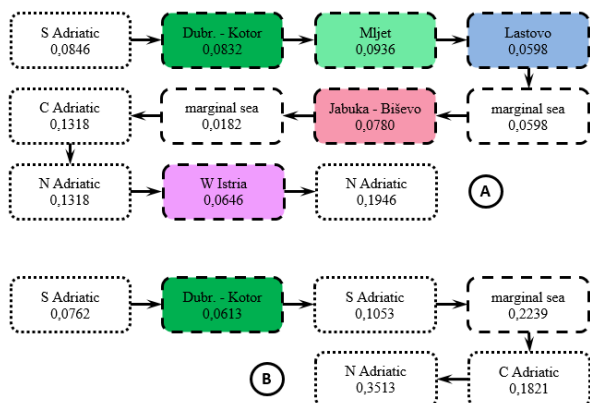 S Adriatic
0,0846
Dubr. - Kotor
0,0832
Mljet
0,0936
Lastovo
0,0598
marginal sea
0,0598
Jabuka - Biševo
0,0780
marginal sea
0,0182
C Adriatic
0,1318
N Adriatic
0,1318
W Istria
0,0646
N Adriatic
0,1946
A
S Adriatic
0,0762
Dubr. - Kotor
0,0613
S Adriatic
0,1053
marginal sea
0,2239
C Adriatic
0,1821
N Adriatic
0,3513
B